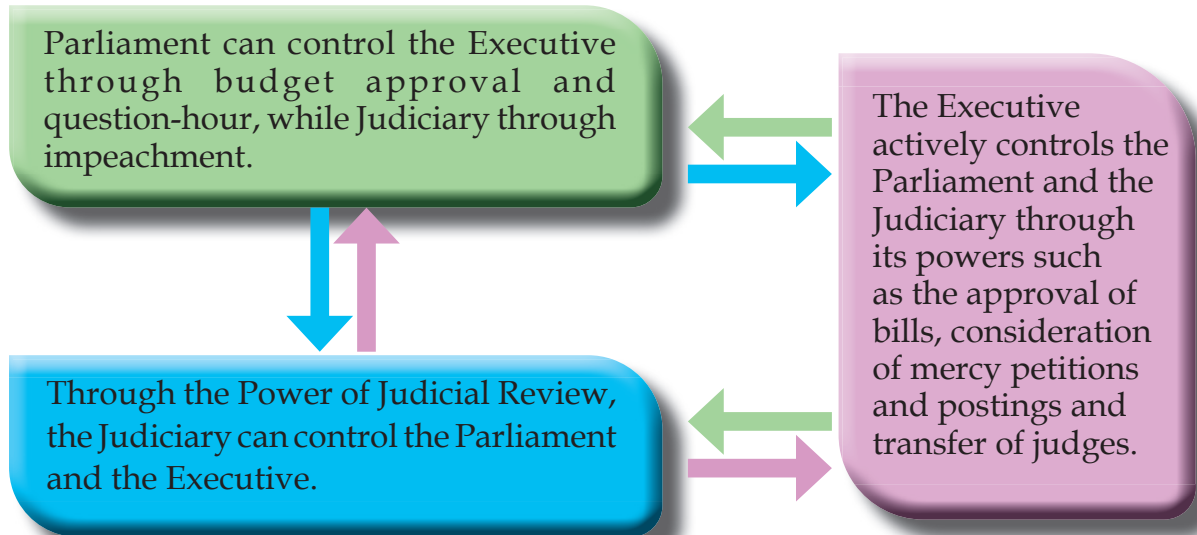 Parliament can control the Executive
through budget approval and
question-hour, while Judiciary through
impeachment.
The Executive
actively controls the
Parliament and the
Judiciary through
its powers such
as the approval of
bills, consideration
of mercy petitions
and postings and
transfer of judges.
Through the Power of Judicial Review,
the Judiciary can control the Parliament
and the Executive.